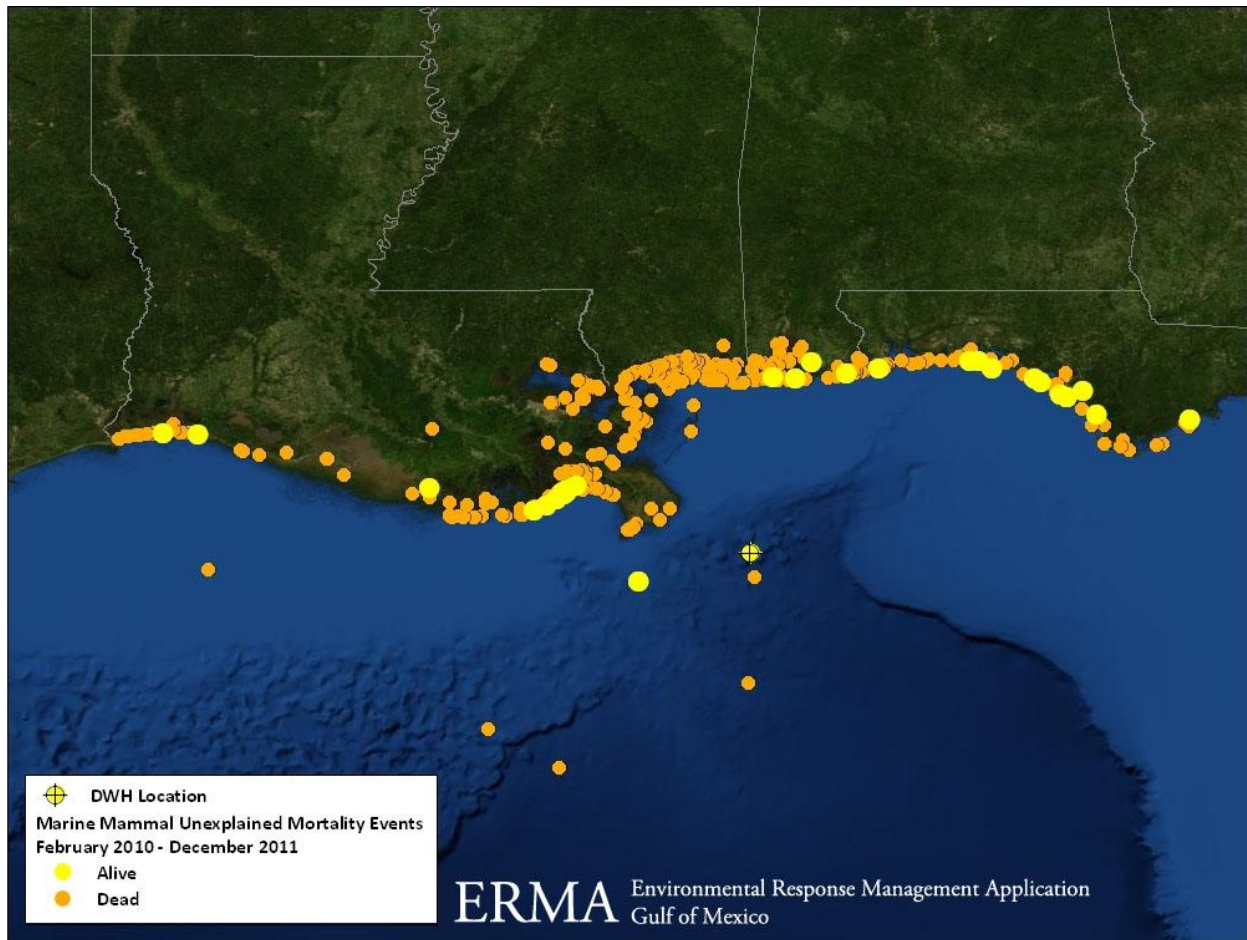 DWH Location
Marine Mammal Unexplained Mortality Events
February 2010 - December 2011
Alive
Dead
ERMA
Environmental Response Management Application
Gulf of Mexico